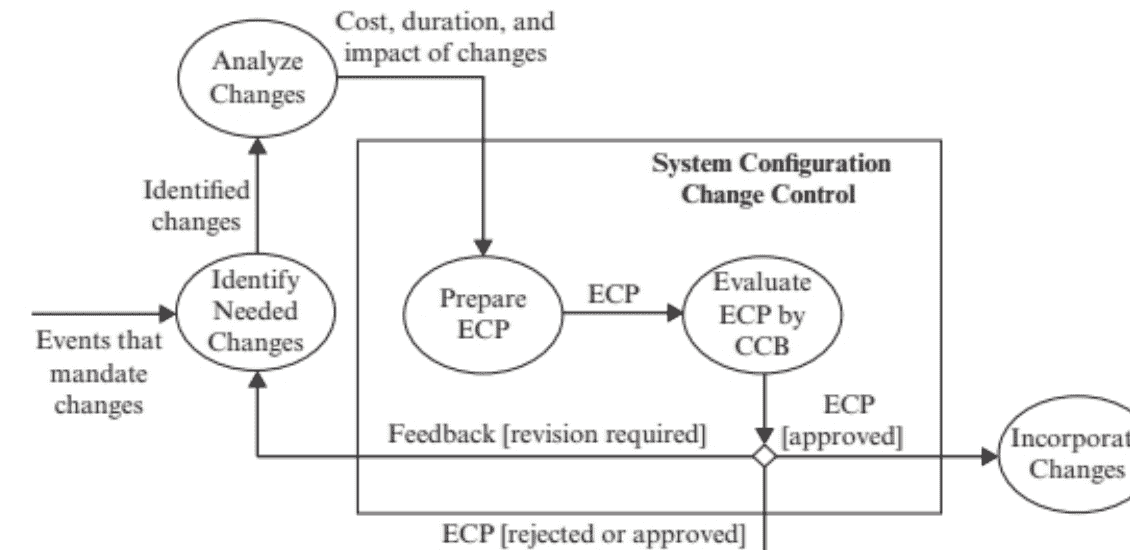 Cost, duration, and
impact of changes
Analyze
Changes
System Configuration
Change Control
Identified
changes
Identify
Needed
Changes
Prepare
ECP
ECP
Evaluate
ECP by
CCB
Events that
mandate
changes
Feedback [revision required]
ECP
[approved]
Incorporat
Changes
ECP [rejected or approved]